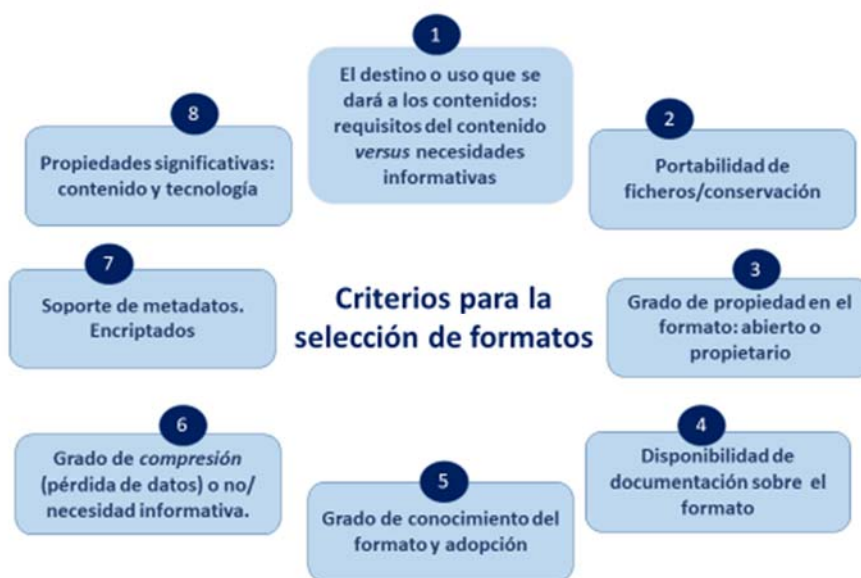 1
El destino o uso que se
dará a los contenidos:
requisitos del contenido
versus necesidades
informativas
2
Portabilidad de
ficheros/conservación
3
Grado de propiedad en el
formato: abierto o
propietario
4
Disponibilidad de
documentación sobre el
formato
5
Grado de conocimiento del
formato y adopción
6
Grado de compresión
(pérdida de datos) o no/
necesidad informativa.
7
Soporte de metadatos.
Encriptados
8
Propiedades significativas:
contenido y tecnología
Criterios para la
selección de formatos